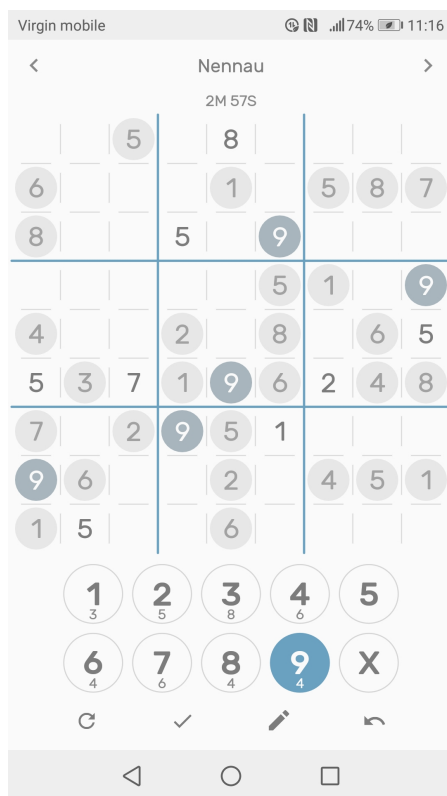 Virgin mobile 74% 11:16
Nennau
2M 57S
5 8
6 1 5 8 7
8 5 9
5 1 9
4 2 8 6 5
5 3 7 1 9 6 2 4 8
7 2 9 5 1
9 6 2 4 5 1
1 5 6
1 2 3 4 5
3 5 8 6
6 7 8 9 X
4 6 4 4